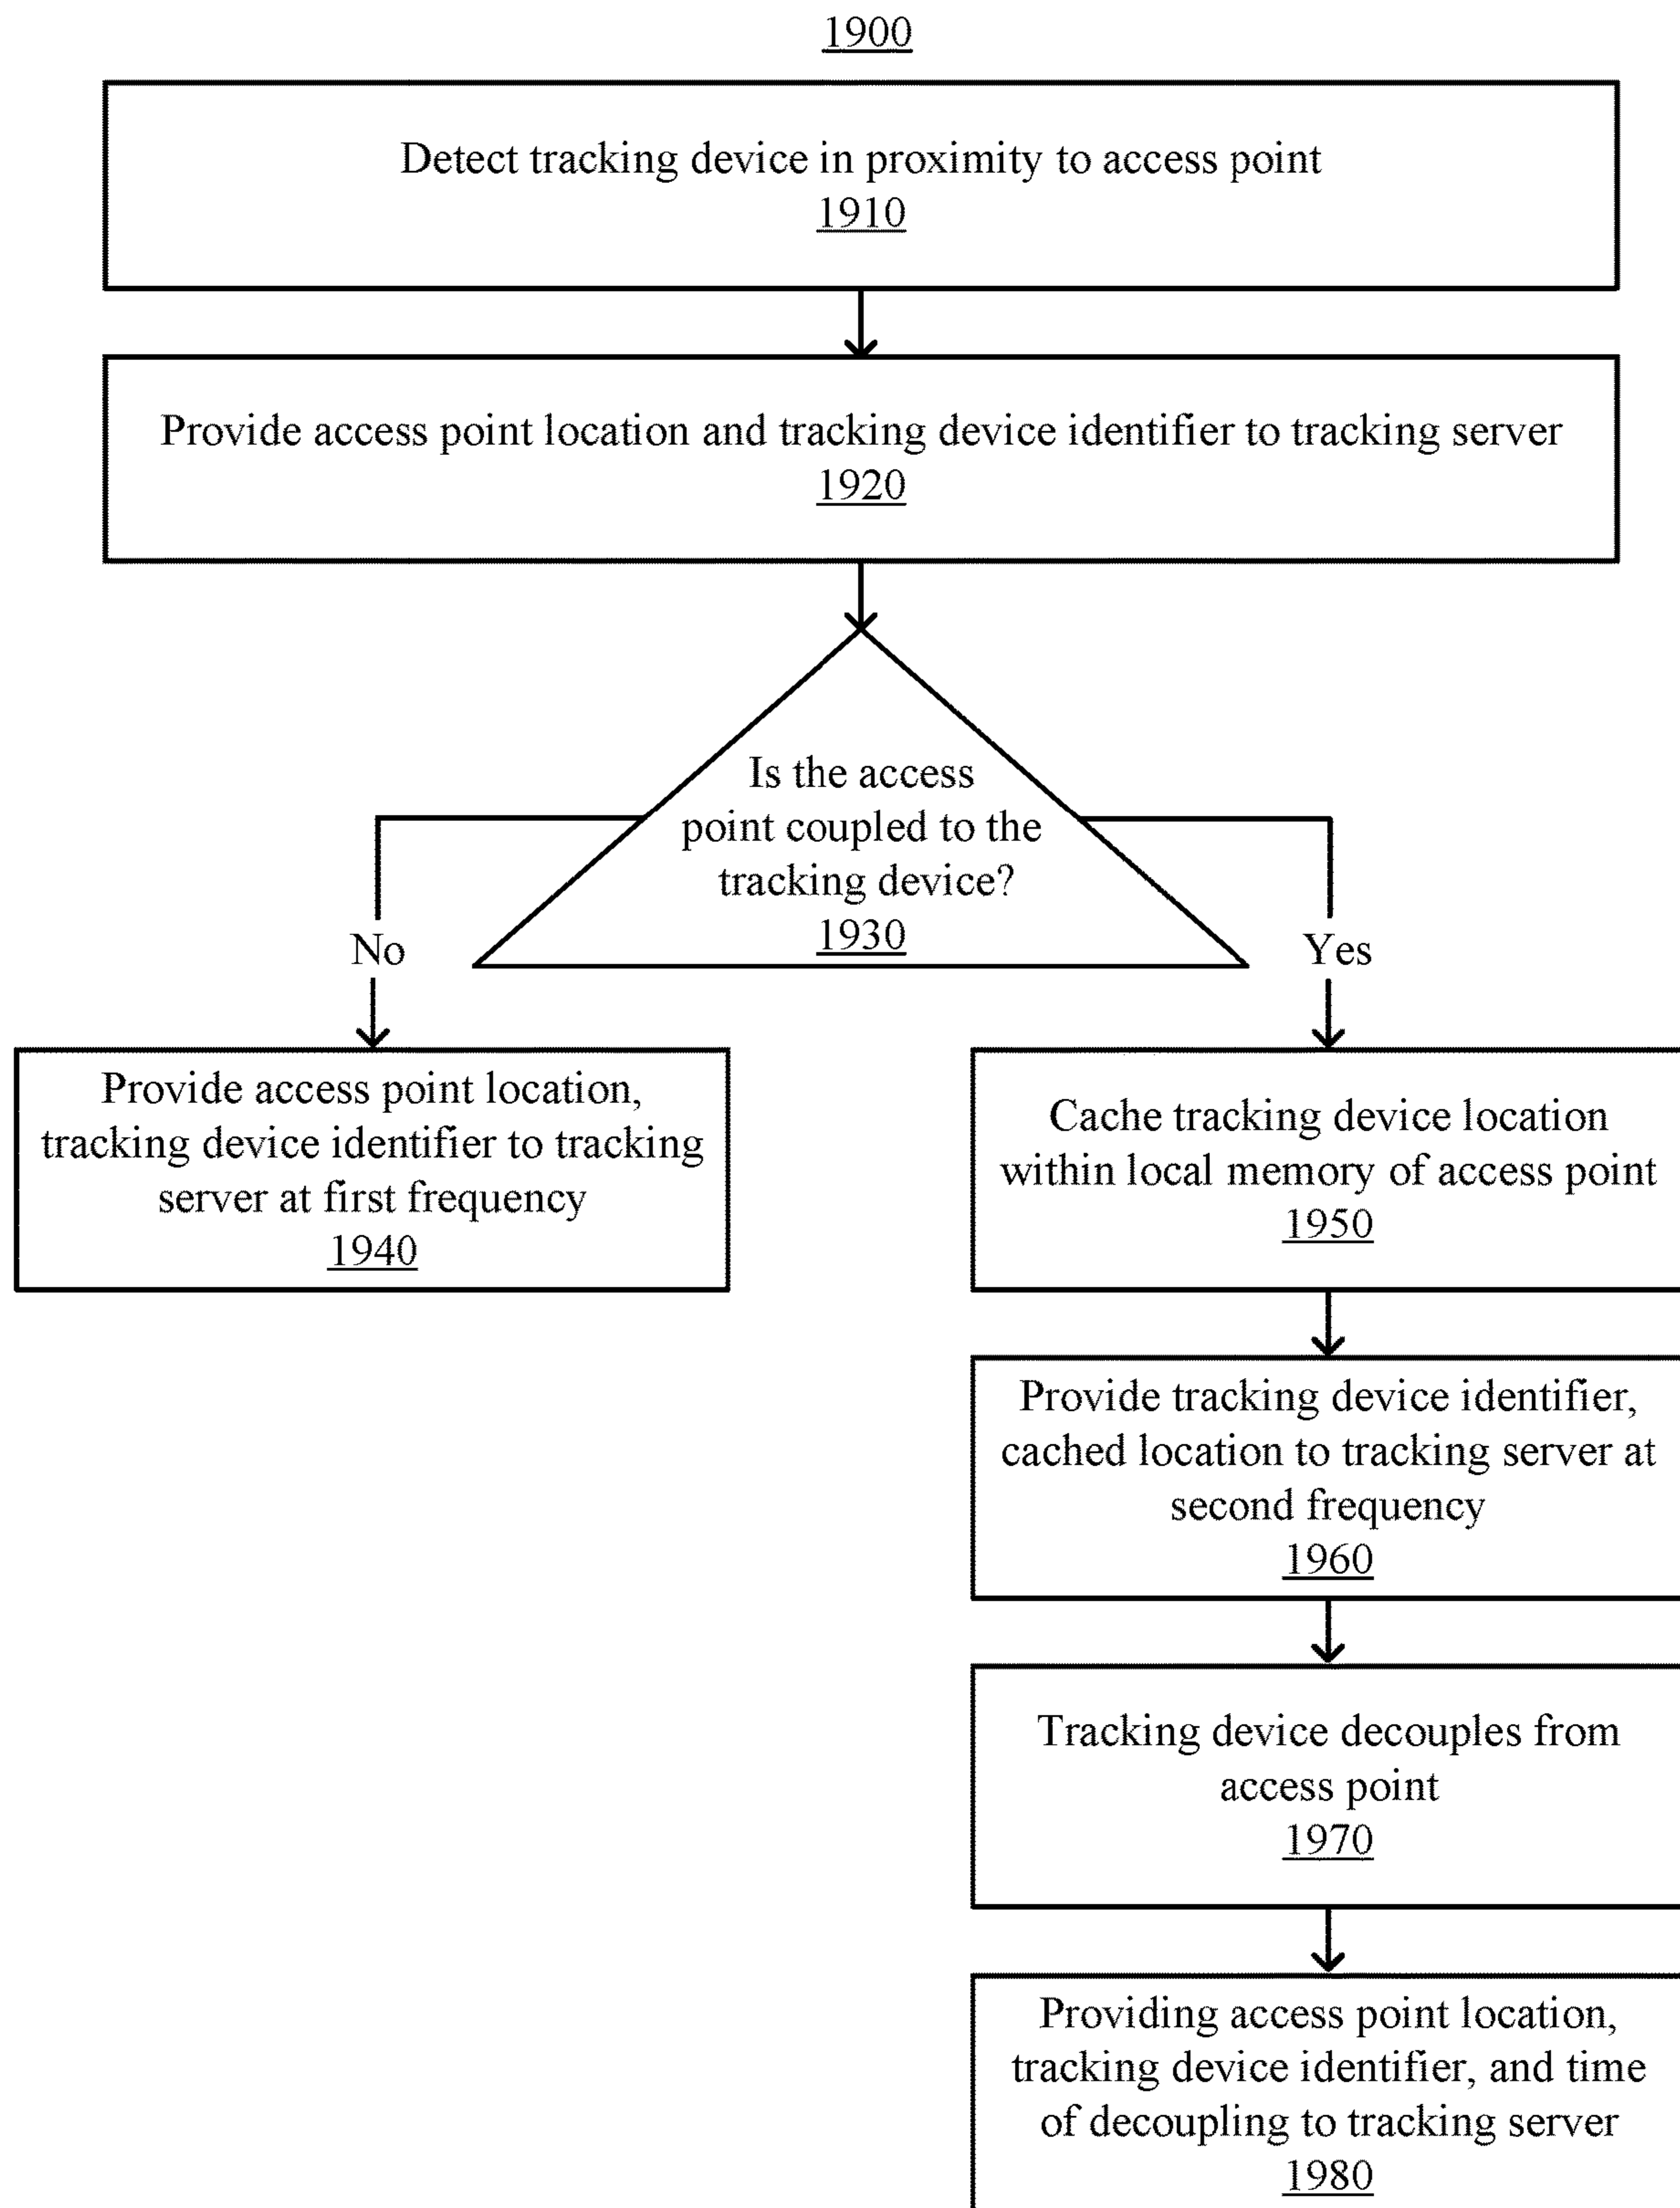 1900
Detect tracking device in proximity to access point
1910
Provide access point location and tracking device identifier to tracking server
1920
Is the access
point coupled to the
tracking device?
1930
No
Yes
Provide access point location,
tracking device identifier to tracking
server at first frequency
1940
Cache tracking device location
within local memory of access point
1950
Provide tracking device identifier,
cached location to tracking server at
second frequency
1960
Tracking device decouples from
access point
1970
Providing access point location,
tracking device identifier, and time
of decoupling to tracking server
1980